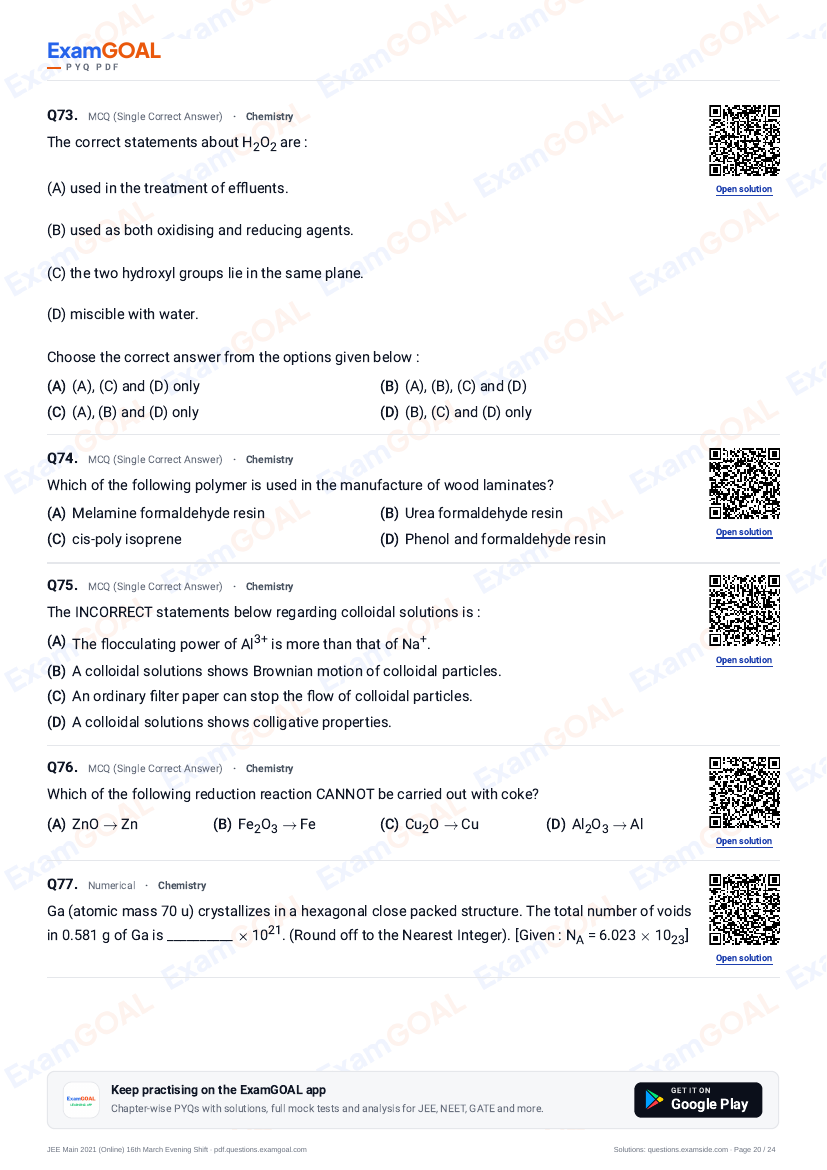 ExamGOAL
PYQ PDF
Q73. MCQ (Single Correct Answer) · Chemistry
The correct statements about H₂O₂ are :
(A) used in the treatment of effluents.
(B) used as both oxidising and reducing agents.
(C) the two hydroxyl groups lie in the same plane.
(D) miscible with water.
Choose the correct answer from the options given below :
(A) (A), (C) and (D) only (B) (A), (B), (C) and (D)
(C) (A), (B) and (D) only (D) (B), (C) and (D) only
Open solution
Q74. MCQ (Single Correct Answer) · Chemistry
Which of the following polymer is used in the manufacture of wood laminates?
(A) Melamine formaldehyde resin (B) Urea formaldehyde resin
(C) cis-poly isoprene (D) Phenol and formaldehyde resin
Open solution
Q75. MCQ (Single Correct Answer) · Chemistry
The INCORRECT statements below regarding colloidal solutions is :
(A) The flocculating power of Al³⁺ is more than that of Na⁺.
(B) A colloidal solutions shows Brownian motion of colloidal particles.
(C) An ordinary filter paper can stop the flow of colloidal particles.
(D) A colloidal solutions shows colligative properties.
Open solution
Q76. MCQ (Single Correct Answer) · Chemistry
Which of the following reduction reaction CANNOT be carried out with coke?
(A) ZnO → Zn (B) Fe₂O₃ → Fe (C) Cu₂O → Cu (D) Al₂O₃ → Al
Open solution
Q77. Numerical · Chemistry
Ga (atomic mass 70 u) crystallizes in a hexagonal close packed structure. The total number of voids
in 0.581 g of Ga is __________ × 10²¹. (Round off to the Nearest Integer). [Given : N_A = 6.023 × 10₂₃]
Open solution
ExamGOAL
Keep practising on the ExamGOAL app
Chapter-wise PYQs with solutions, full mock tests and analysis for JEE, NEET, GATE and more.
GET IT ON
Google Play
JEE Main 2021 (Online) 16th March Evening Shift · pdf.questions.examgoal.com Solutions: questions.examside.com · Page 20 / 24